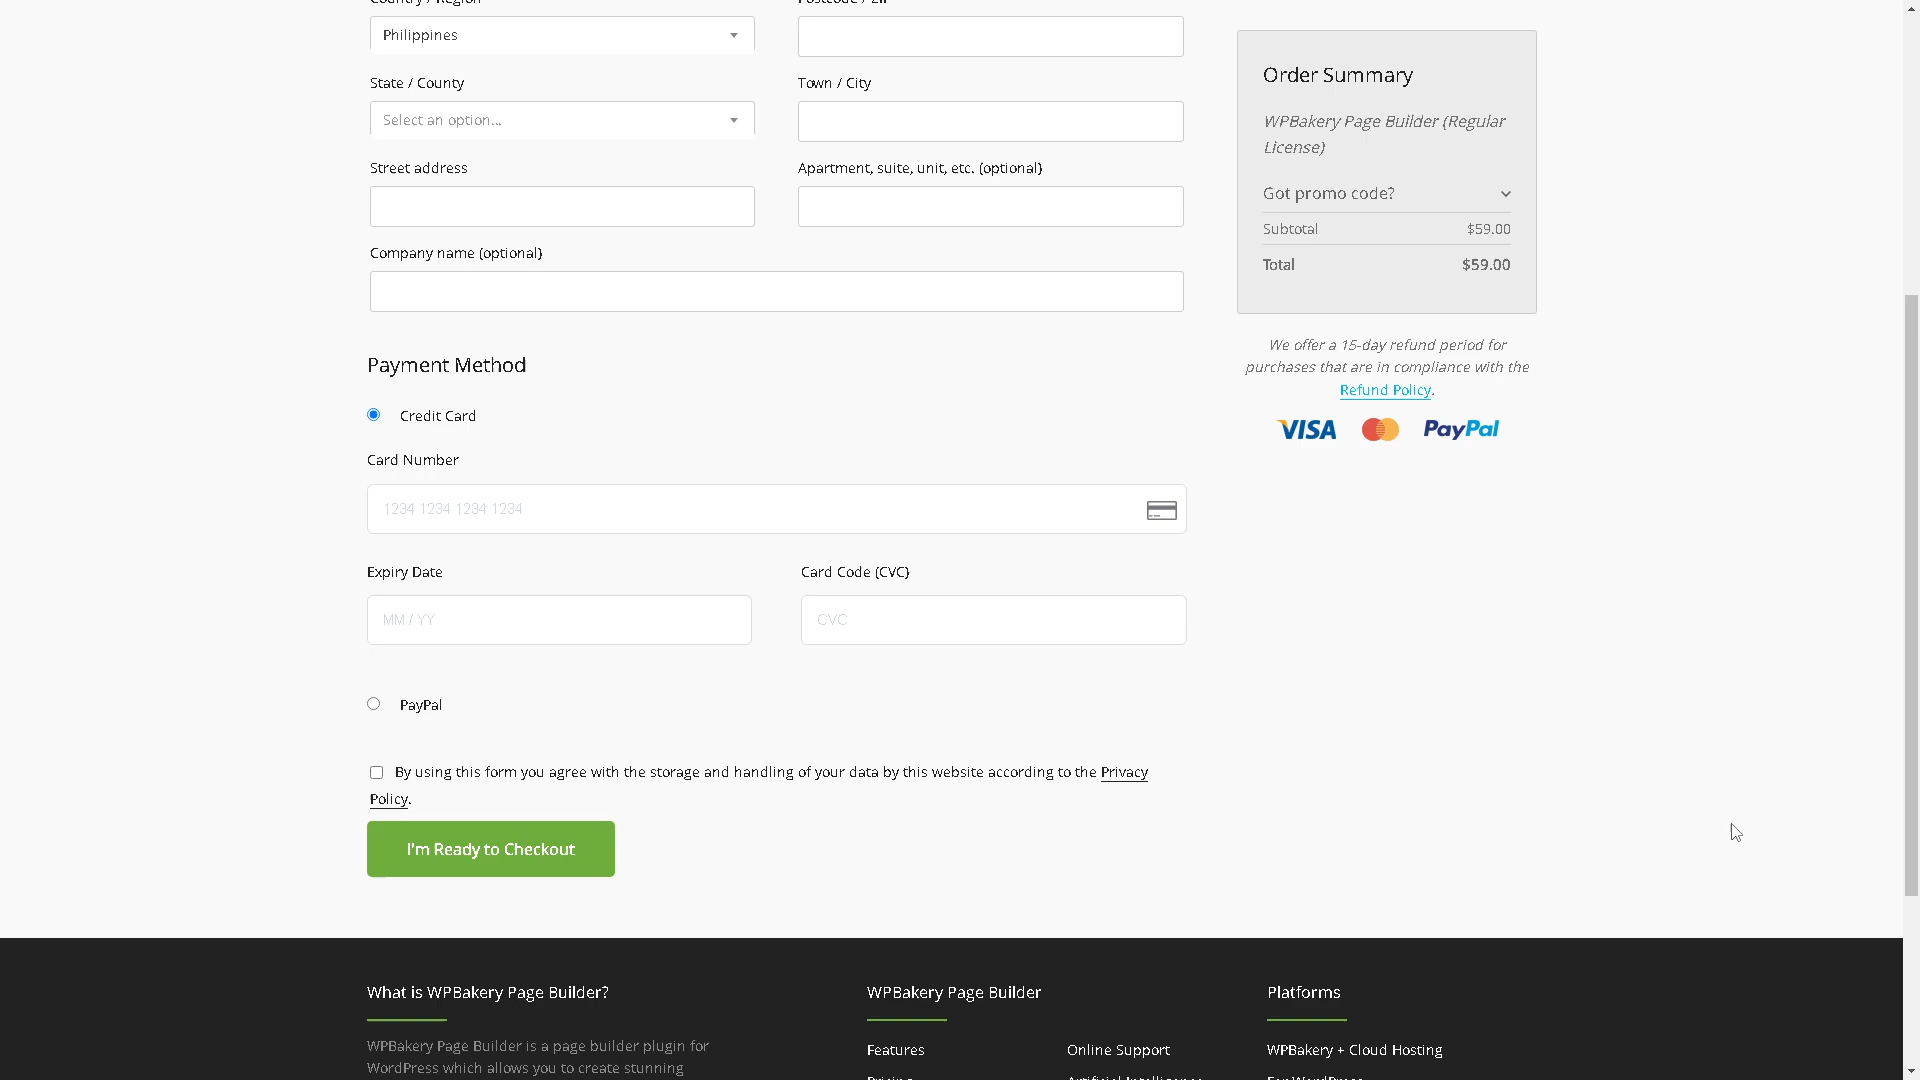 Philippines
State / County
Town / City
Select an option...
Street address
Apartment, suite, unit, etc. (optional)
Company name (optional)
Payment Method
Credit Card
Card Number
1234 1234 1234 1234
Expiry Date
Card Code (CVC)
MM / YY
CVC
PayPal
By using this form you agree with the storage and handling of your data by this website according to the Privacy
Policy.
I'm Ready to Checkout
Order Summary
WPBakery Page Builder (Regular
License)
Got promo code?
Subtotal $59.00
Total $59.00
We offer a 15-day refund period for
purchases that are in compliance with the
Refund Policy.
VISA PayPal
What is WPBakery Page Builder?
WPBakery Page Builder is a page builder plugin for
WordPress which allows you to create stunning
WPBakery Page Builder
Features
Online Support
Platforms
WPBakery + Cloud Hosting